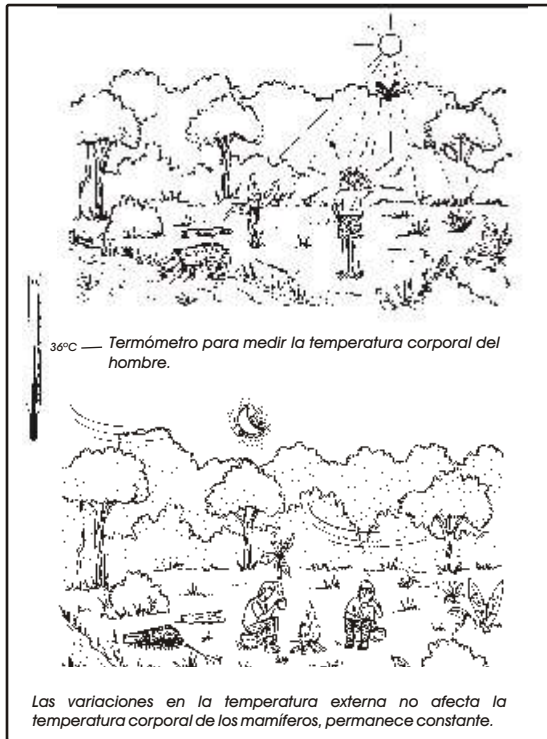 36°C
Termómetro para medir la temperatura corporal del
hombre.
Las variaciones en la temperatura externa no afecta la
temperatura corporal de los mamíferos, permanece constante.